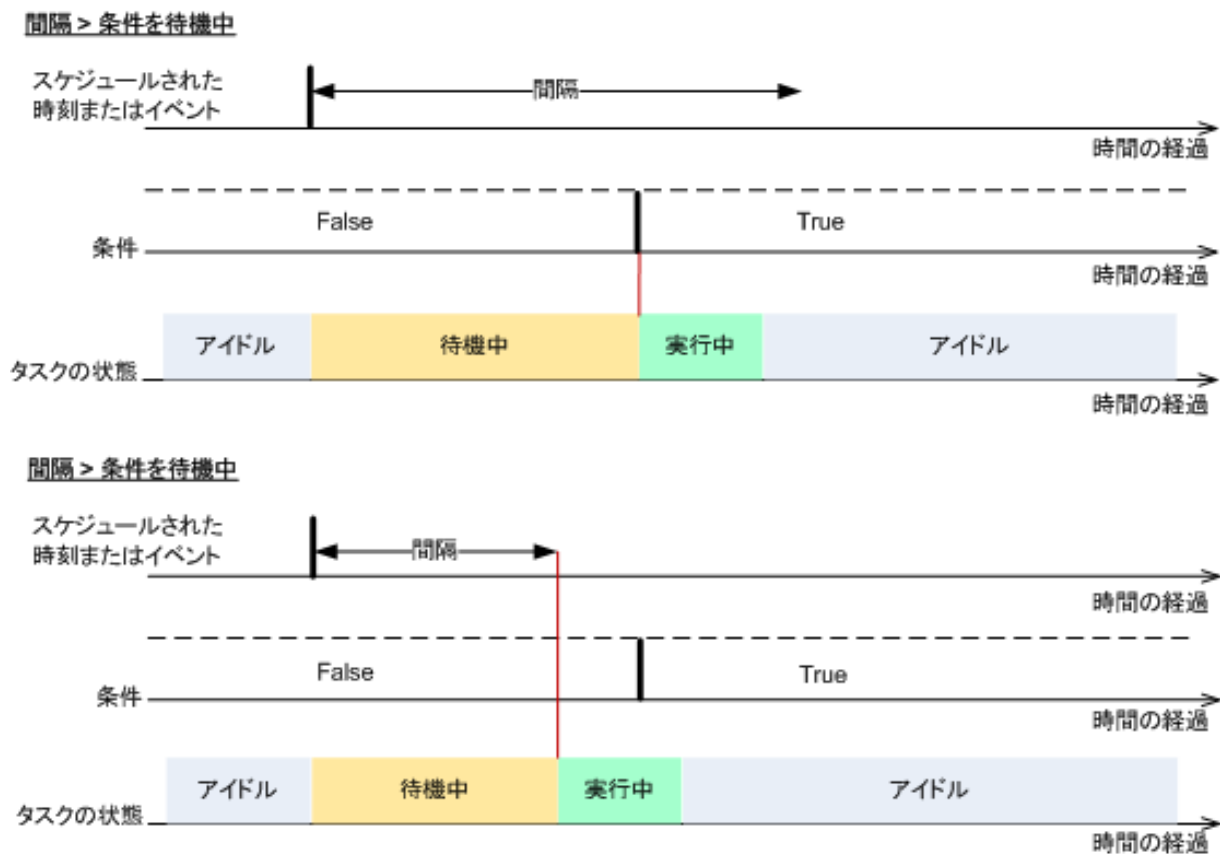 間隔 > 条件を待機中
スケジュールされた
時刻またはイベント
間隔
時間の経過
False
True
条件
時間の経過
アイドル
待機中
実行中
アイドル
タスクの状態
時間の経過
間隔 > 条件を待機中
スケジュールされた
時刻またはイベント
間隔
時間の経過
False
True
条件
時間の経過
アイドル
待機中
実行中
アイドル
タスクの状態
時間の経過